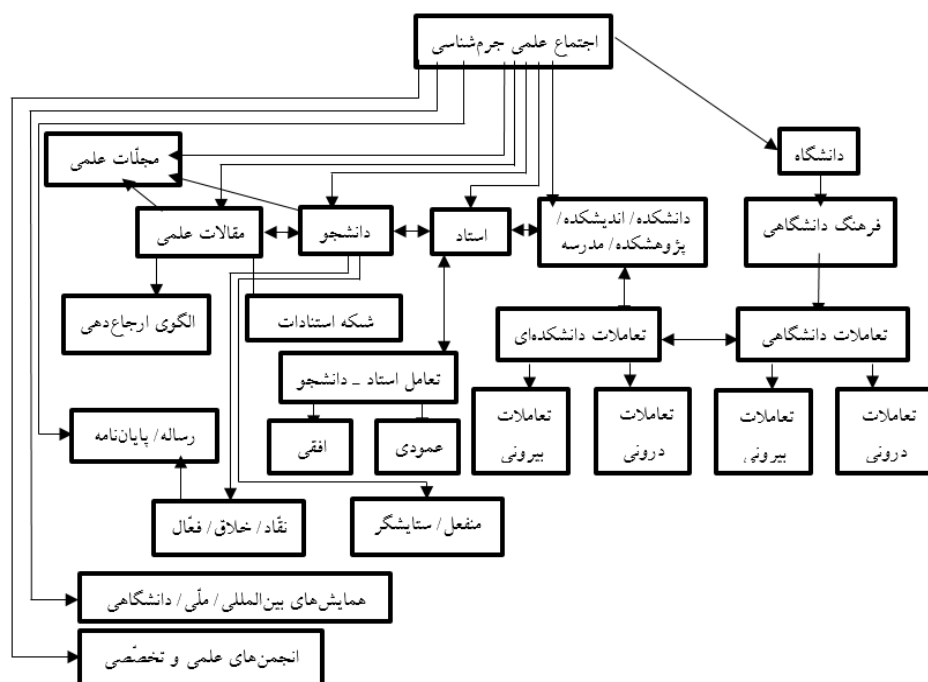 اجتماع علمی جرم‌شناسی
دانشگاه
مجلّات علمی
فرهنگ دانشگاهی
دانشکده/ اندیشکده/
پژوهشکده/ مدرسه
استاد
دانشجو
مقالات علمی
تعاملات دانشگاهی
تعاملات دانشکده‌ای
شبکه استنادات
الگوی ارجاع‌دهی
تعامل استاد ـ دانشجو
تعاملات
درونی
تعاملات
بیرونی
تعاملات
درونی
تعاملات
بیرونی
عمودی
افقی
رساله/ پایان‌نامه
منفعل/ ستایشگر
نقّاد/ خلاق/ فعّال
همایش‌های بین‌المللی/ ملّی/ دانشگاهی
انجمن‌های علمی و تخصّصی